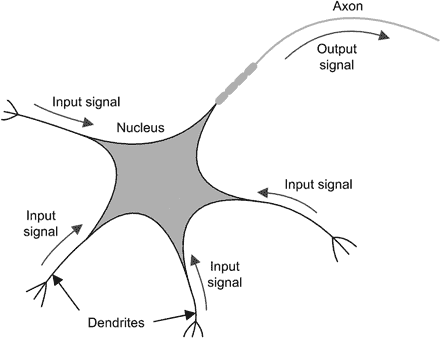 Axon
Output
signal
Input signal
Nucleus
Input signal
Input
signal
Input
signal
Dendrites